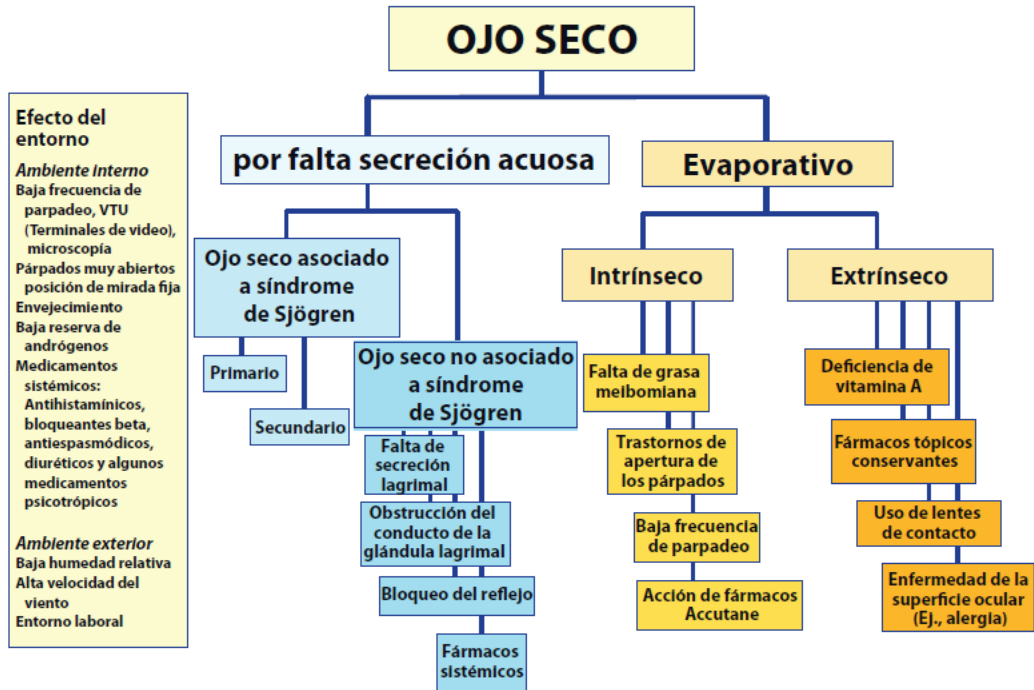 OJO SECO
Efecto del
entorno
Ambiente interno
Baja frecuencia de
parpadeo, VTU
(Terminales de video),
microscopía
Párpados muy abiertos
posición de mirada fija
Envejecimiento
Baja reserva de
andrógenos
Medicamentos
sistémicos:
Antihistamínicos,
bloqueantes beta,
antiespasmódicos,
diuréticos y algunos
medicamentos
psicotrópicos
Ambiente exterior
Baja humedad relativa
Alta velocidad del
viento
Entorno laboral
por falta secreción acuosa
Ojo seco asociado
a síndrome
de Sjögren
Primario
Secundario
Ojo seco no asociado
a síndrome
de Sjögren
Falta de
secreción
lagrimal
Obstrucción del
conducto de la
glándula lagrimal
Bloqueo del reflejo
Fármacos
sistémicos
Evaporativo
Intrínseco
Falta de grasa
meibomiana
Trastornos de
apertura de
los párpados
Baja frecuencia
de parpadeo
Acción de fármacos
Accutane
Extrínseco
Deficiencia de
vitamina A
Fármacos tópicos
conservantes
Uso de lentes
de contacto
Enfermedad de la
superficie ocular
(Ej., alergia)